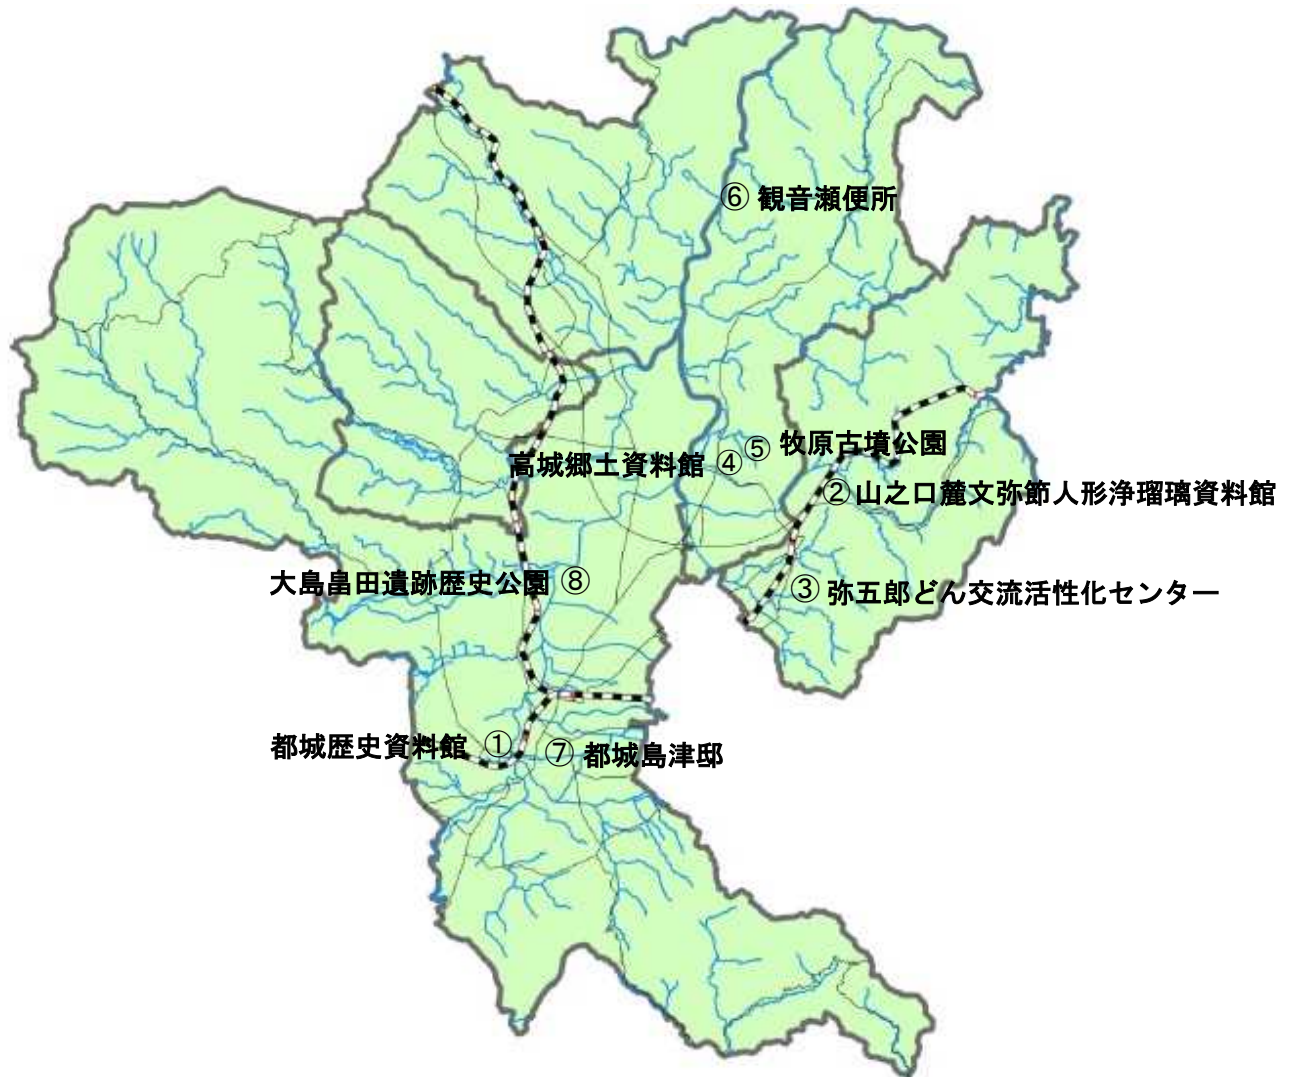 ⑥ 観音瀬便所
⑤ 牧原古墳公園
高城郷土資料館 ④
② 山之口麓文弥節人形浄瑠璃資料館
大島畠田遺跡歴史公園 ⑧
③ 弥五郎どん交流活性化センター
都城歴史資料館 ①
⑦ 都城島津邸